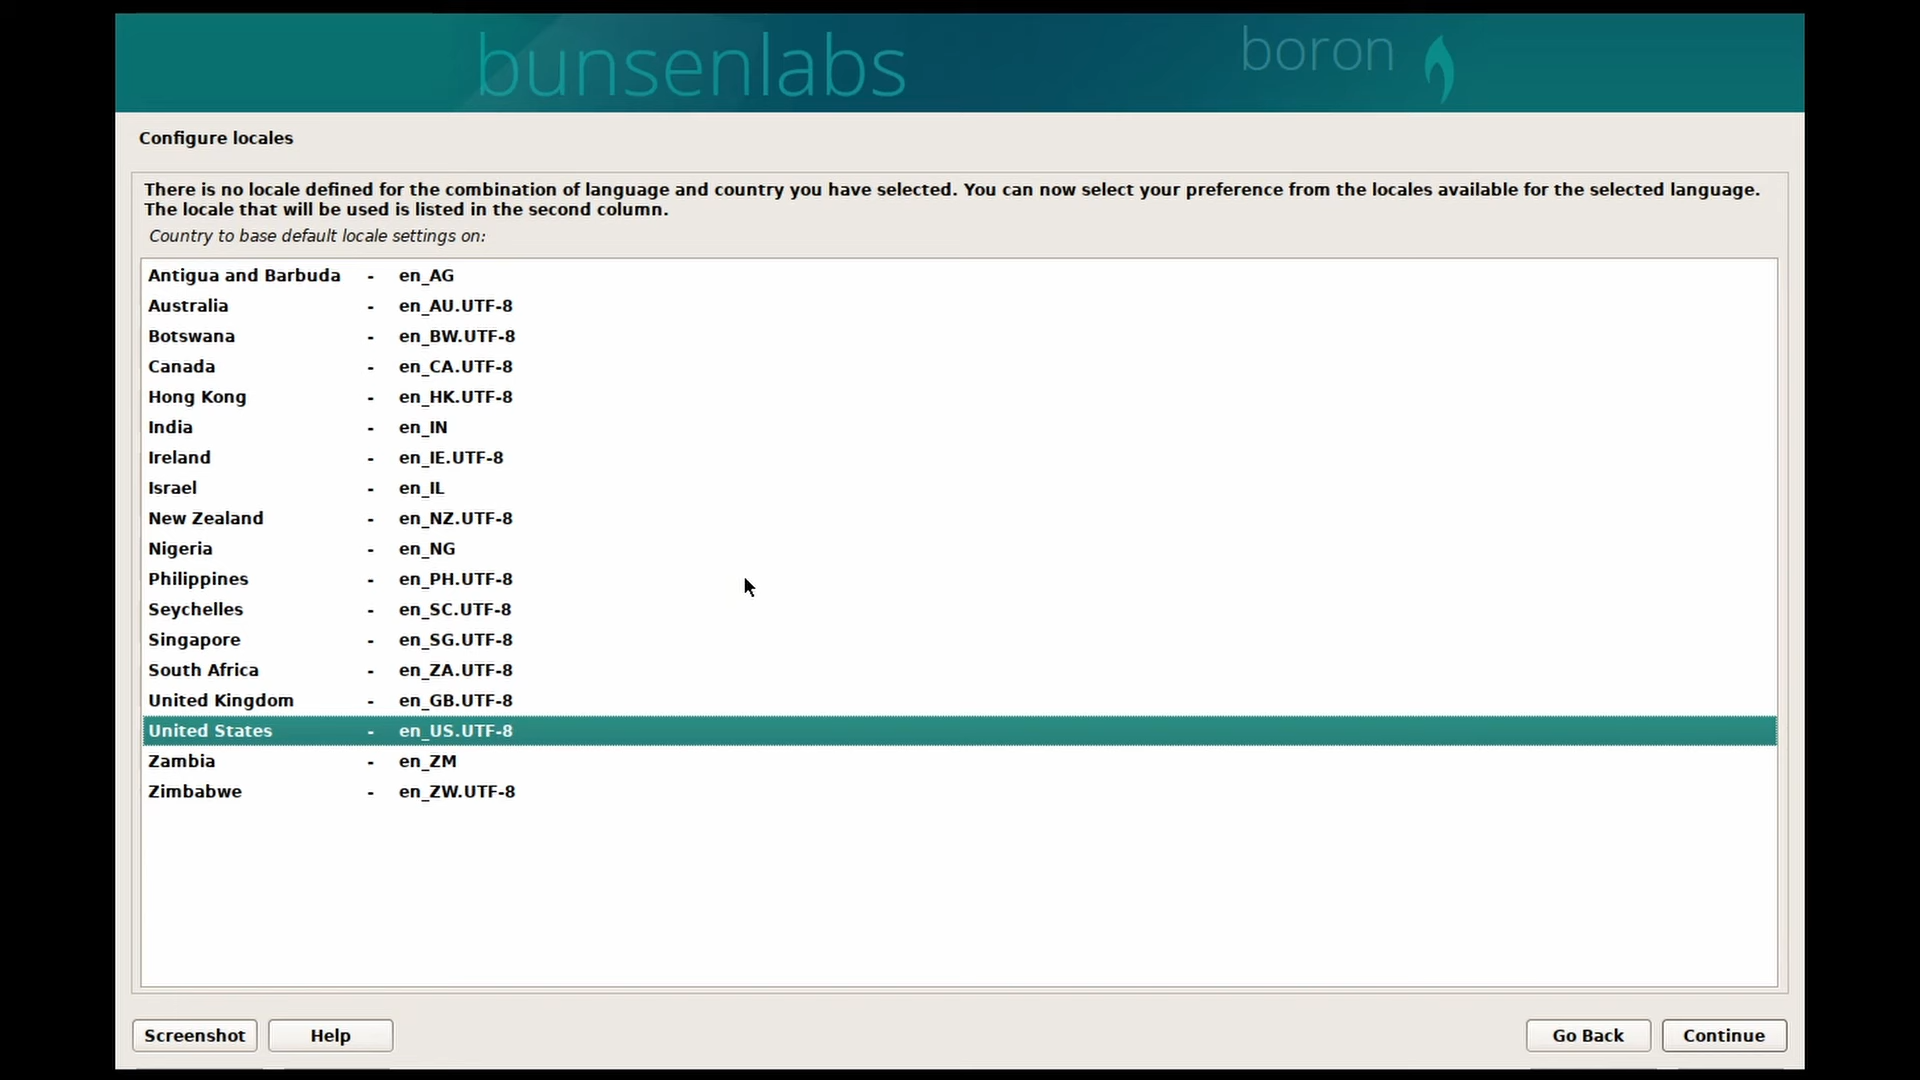 bunsenlabs
boron
Configure locales
There is no locale defined for the combination of language and country you have selected. You can now select your preference from the locales available for the selected language.
The locale that will be used is listed in the second column.
Country to base default locale settings on:
Antigua and Barbuda - en_AG
Australia - en_AU.UTF-8
Botswana - en_BW.UTF-8
Canada - en_CA.UTF-8
Hong Kong - en_HK.UTF-8
India - en_IN
Ireland - en_IE.UTF-8
Israel - en_IL
New Zealand - en_NZ.UTF-8
Nigeria - en_NG
Philippines - en_PH.UTF-8
Seychelles - en_SC.UTF-8
Singapore - en_SG.UTF-8
South Africa - en_ZA.UTF-8
United Kingdom - en_GB.UTF-8
United States - en_US.UTF-8
Zambia - en_ZM
Zimbabwe - en_ZW.UTF-8
Screenshot Help Go Back Continue